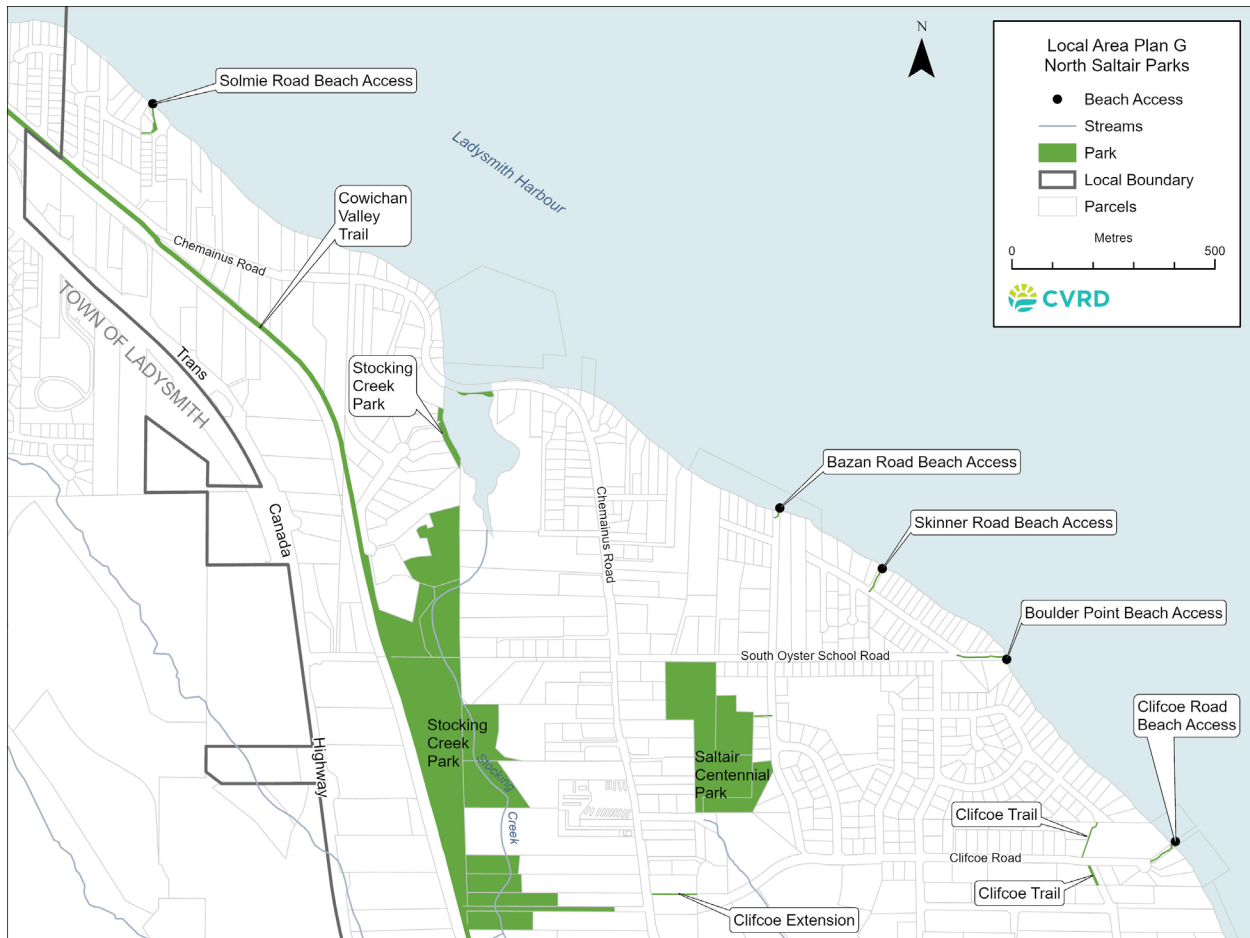 N
Local Area Plan G
North Saltair Parks
Beach Access
Streams
Park
Local Boundary
Parcels
Metres
0
500
CVRD
Solmie Road Beach Access
Ladysmith Harbour
Cowichan
Valley
Trail
Chemainus Road
TOWN OF LADYSMITH
Trans
Canada
Highway
Stocking
Creek
Park
Chemainus Road
Bazan Road Beach Access
Skinner Road Beach Access
Boulder Point Beach Access
South Oyster School Road
Clifcoe Road
Beach Access
Stocking
Creek
Park
Stocking
Creek
Saltair
Centennial
Park
Clifcoe Trail
Clifcoe Road
Clifcoe Trail
Clifcoe Extension